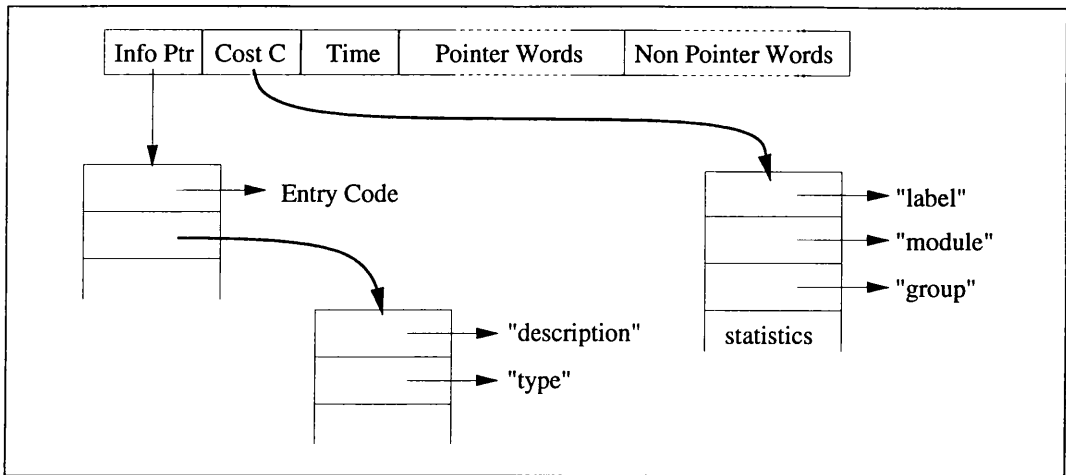 Info Ptr Cost C Time Pointer Words Non Pointer Words
Entry Code
"label"
"module"
"group"
statistics
"description"
"type"